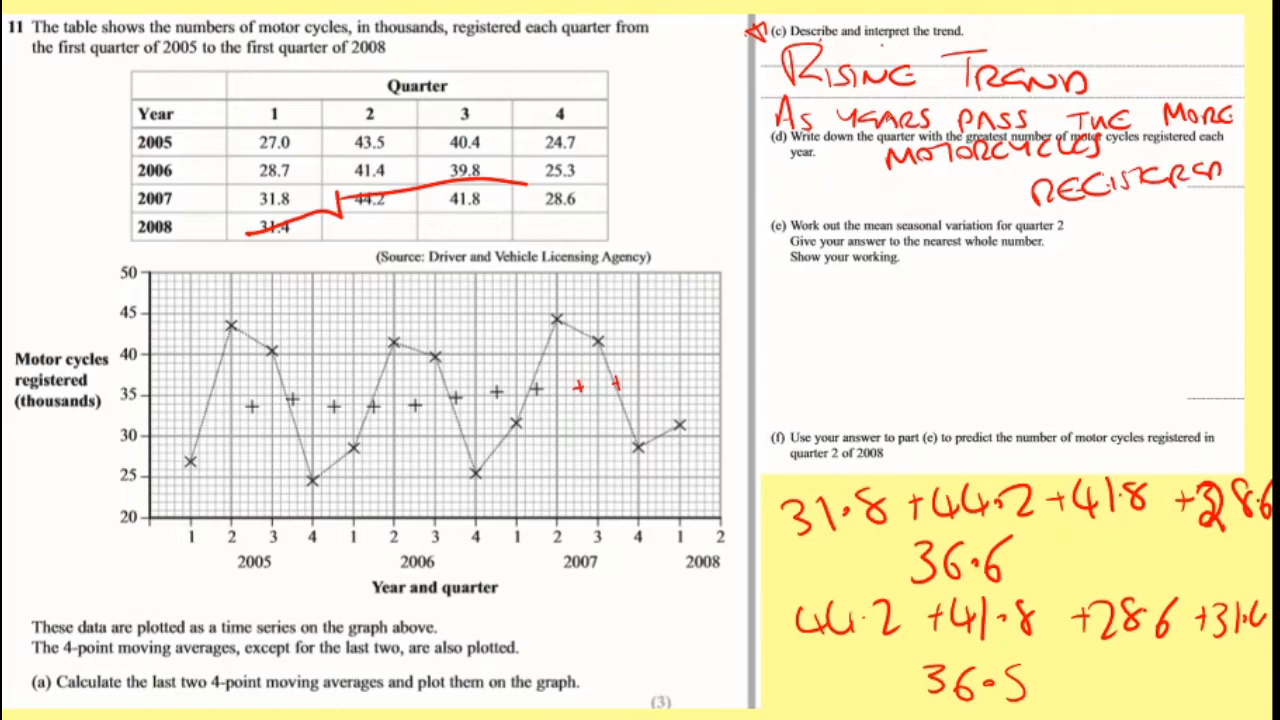 11 The table shows the numbers of motor cycles, in thousands, registered each quarter from
the first quarter of 2005 to the first quarter of 2008
Quarter
Year 1 2 3 4
2005 27.0 43.5 40.4 24.7
2006 28.7 41.4 39.8 25.3
2007 31.8 44.2 41.8 28.6
2008 31.4
(Source: Driver and Vehicle Licensing Agency)
50
45
40
35
30
25
20
Motor cycles
registered
(thousands)
1 2 3 4 1 2 3 4 1 2 3 4 1 2
2005 2006 2007 2008
Year and quarter
These data are plotted as a time series on the graph above.
The 4-point moving averages, except for the last two, are also plotted.
(a) Calculate the last two 4-point moving averages and plot them on the graph.
(3)
(c) Describe and interpret the trend.
RISING TREND
AS YEARS PASS THE MORE
(d) Write down the quarter with the greatest number of motor cycles registered each
year.
MOTORCYCLES
REGISTERED
(e) Work out the mean seasonal variation for quarter 2
Give your answer to the nearest whole number.
Show your working.
(f) Use your answer to part (e) to predict the number of motor cycles registered in
quarter 2 of 2008
31.8 + 44.2 + 41.8 + 28.6
36.6
44.2 + 41.8 + 28.6 + 31.4
36.5